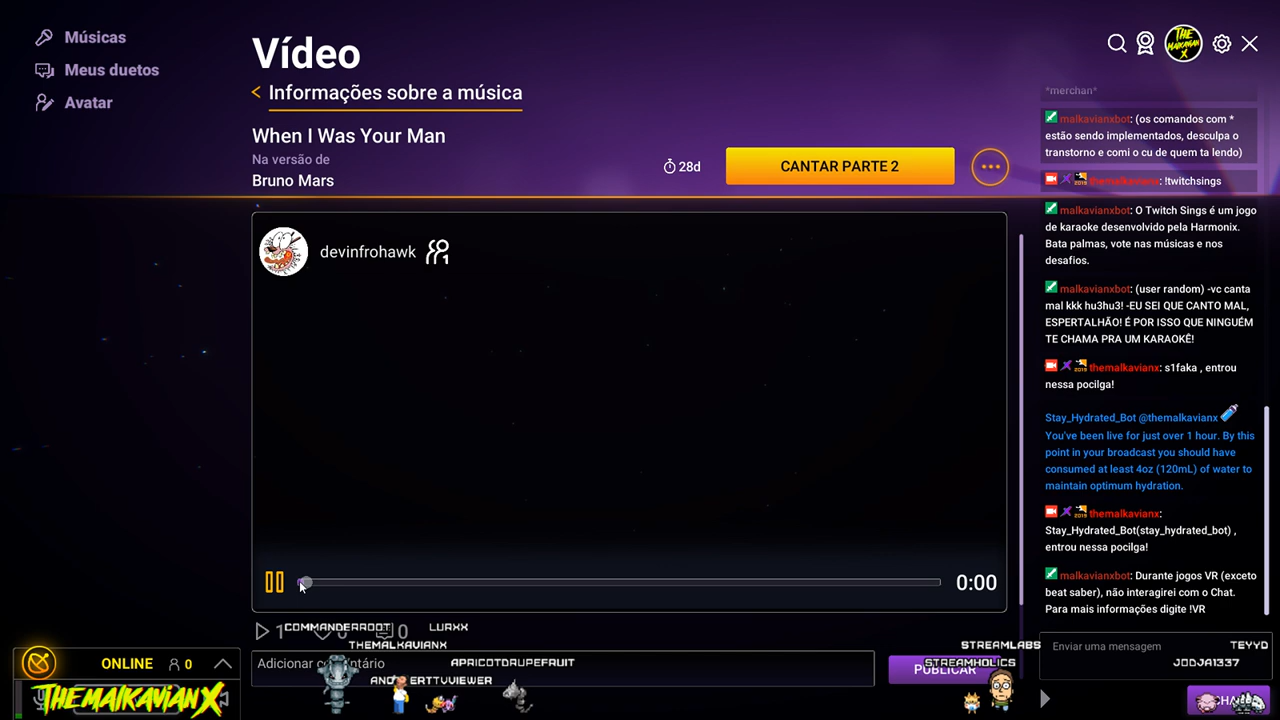 Músicas
Meus duetos
Avatar
Vídeo
< Informações sobre a música
When I Was Your Man
Na versão de
Bruno Mars
28d
CANTAR PARTE 2
THE
MALKAVIAN
X
devinfrohawk
0:00
1
0
0
COMMANDERROOT
LURXX
THEMALKAVIANX
Adicionar comentário
APRICOTDRUPEFRUIT
PUBLICAR
STREAMLABS
STREAMHOLICS
ONLINE
0
THEMALKAVIANX
*merchan*
malkavianxbot: (os comandos com *
estão sendo implementados, desculpa o
transtorno e comi o cu de quem ta lendo)
themalkavianx: !twitchsings
malkavianxbot: O Twitch Sings é um jogo
de karaoke desenvolvido pela Harmonix.
Bata palmas, vote nas músicas e nos
desafios.
malkavianxbot: (user random) -vc canta
mal kkk hu3hu3! -EU SEI QUE CANTO MAL,
ESPERTALHÃO! É POR ISSO QUE NINGUÉM
TE CHAMA PRA UM KARAOKÊ!
themalkavianx: s1faka , entrou
nessa pocilga!
Stay_Hydrated_Bot @themalkavianx
You've been live for just over 1 hour. By this
point in your broadcast you should have
consumed at least 4oz (120mL) of water to
maintain optimum hydration.
themalkavianx:
Stay_Hydrated_Bot(stay_hydrated_bot) ,
entrou nessa pocilga!
malkavianxbot: Durante jogos VR (exceto
beat saber), não interagirei com o Chat.
Para mais informações digite !VR
Enviar uma mensagem
TEYYD
JODJA1337